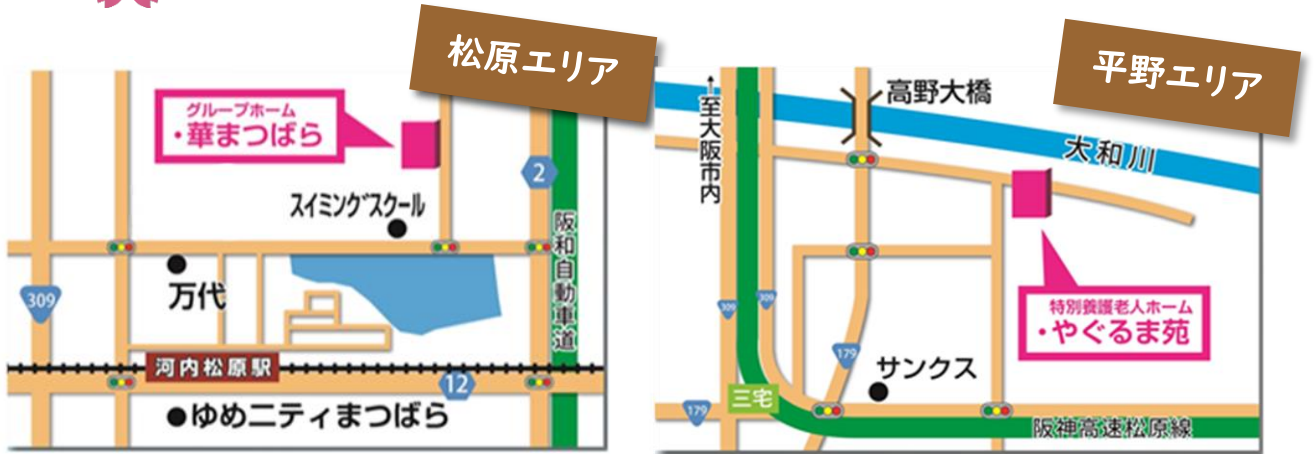 松原エリア
グループホーム
・華まつばら
2
スイミングスクール
阪和自動車道
万代
309
河内松原駅
12
●ゆめニティまつばら
平野エリア
↑至大阪市内
高野大橋
大和川
309
309
特別養護老人ホーム
・やぐるま苑
179
サンクス
三宅
179
阪神高速松原線